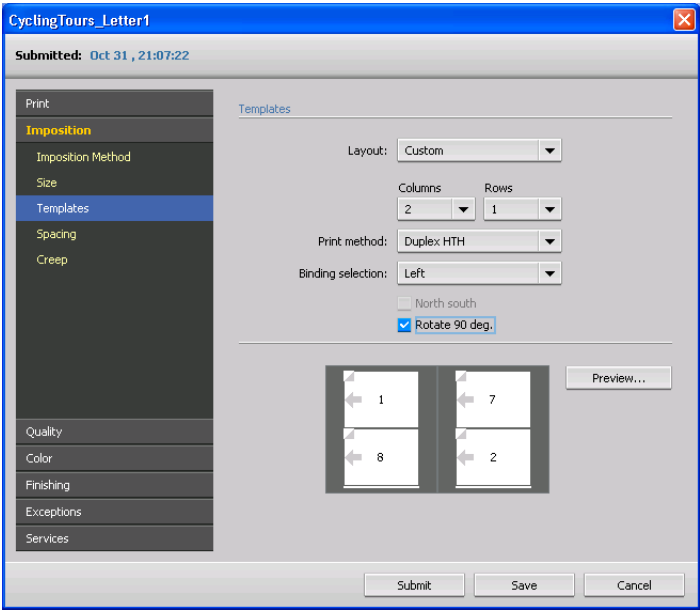 CyclingTours_Letter1
Submitted: Oct 31 , 21:07:22
Print
Imposition
Imposition Method
Size
Templates
Spacing
Creep
Quality
Color
Finishing
Exceptions
Services
Templates
Layout: Custom
Columns Rows
2 1
Print method: Duplex HTH
Binding selection: Left
North south
Rotate 90 deg.
1 7
8 2
Preview...
Submit Save Cancel